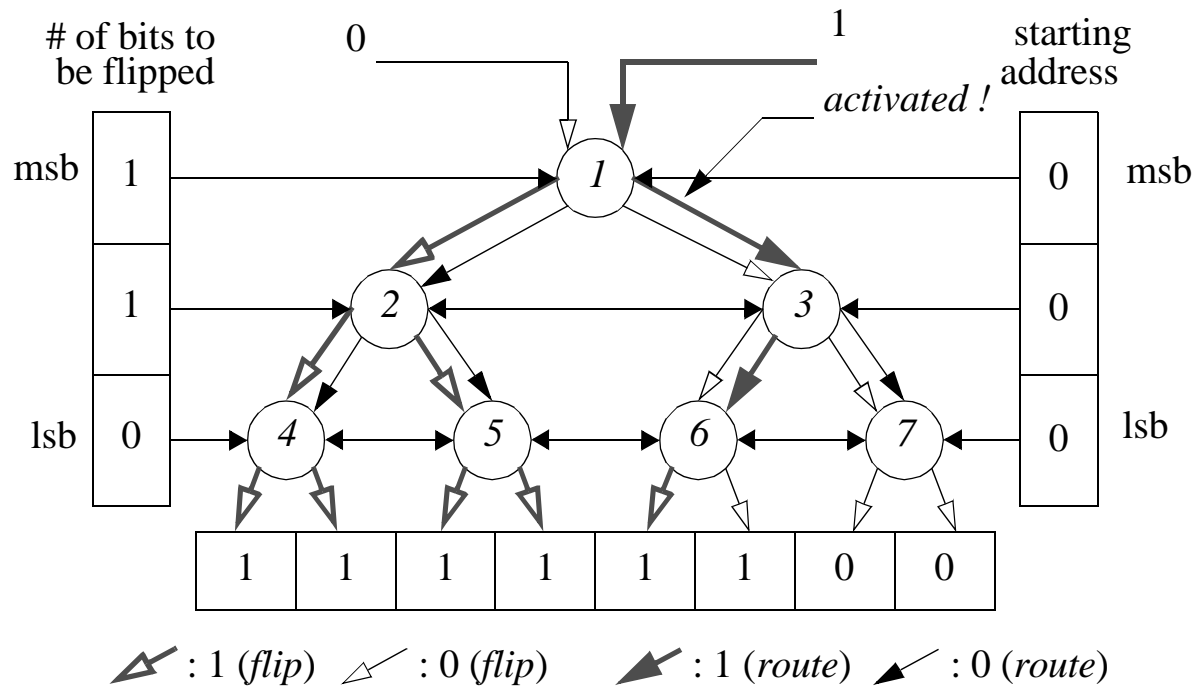 # of bits to
be flipped
0
1
starting
address
activated !
msb
1
1
0
msb
1
2
3
0
lsb
0
4
5
6
7
0
lsb
1 1 1 1 1 1 0 0
: 1 (flip) : 0 (flip) : 1 (route) : 0 (route)